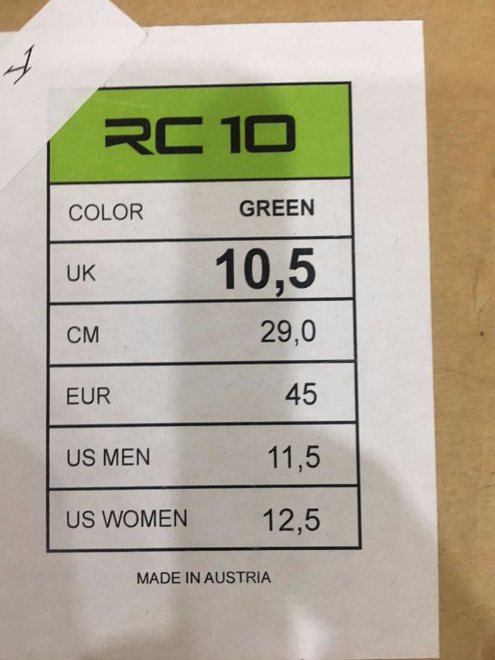 RC 10
COLOR GREEN
UK 10,5
CM 29,0
EUR 45
US MEN 11,5
US WOMEN 12,5
MADE IN AUSTRIA